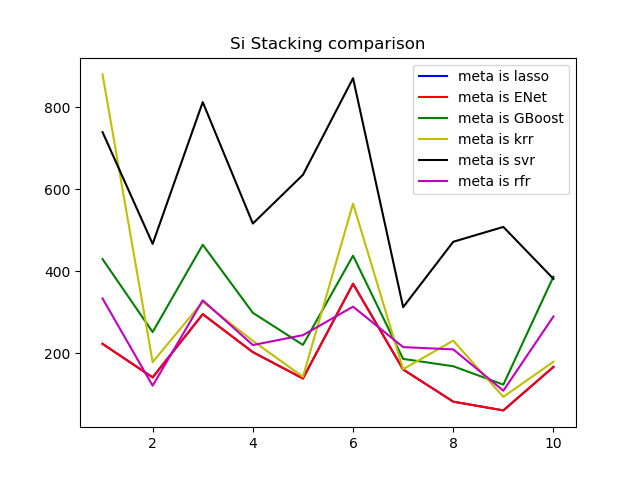 Si Stacking comparison
meta is lasso
meta is ENet
meta is GBoost
meta is krr
meta is svr
meta is rfr
800
600
400
200
2 4 6 8 10